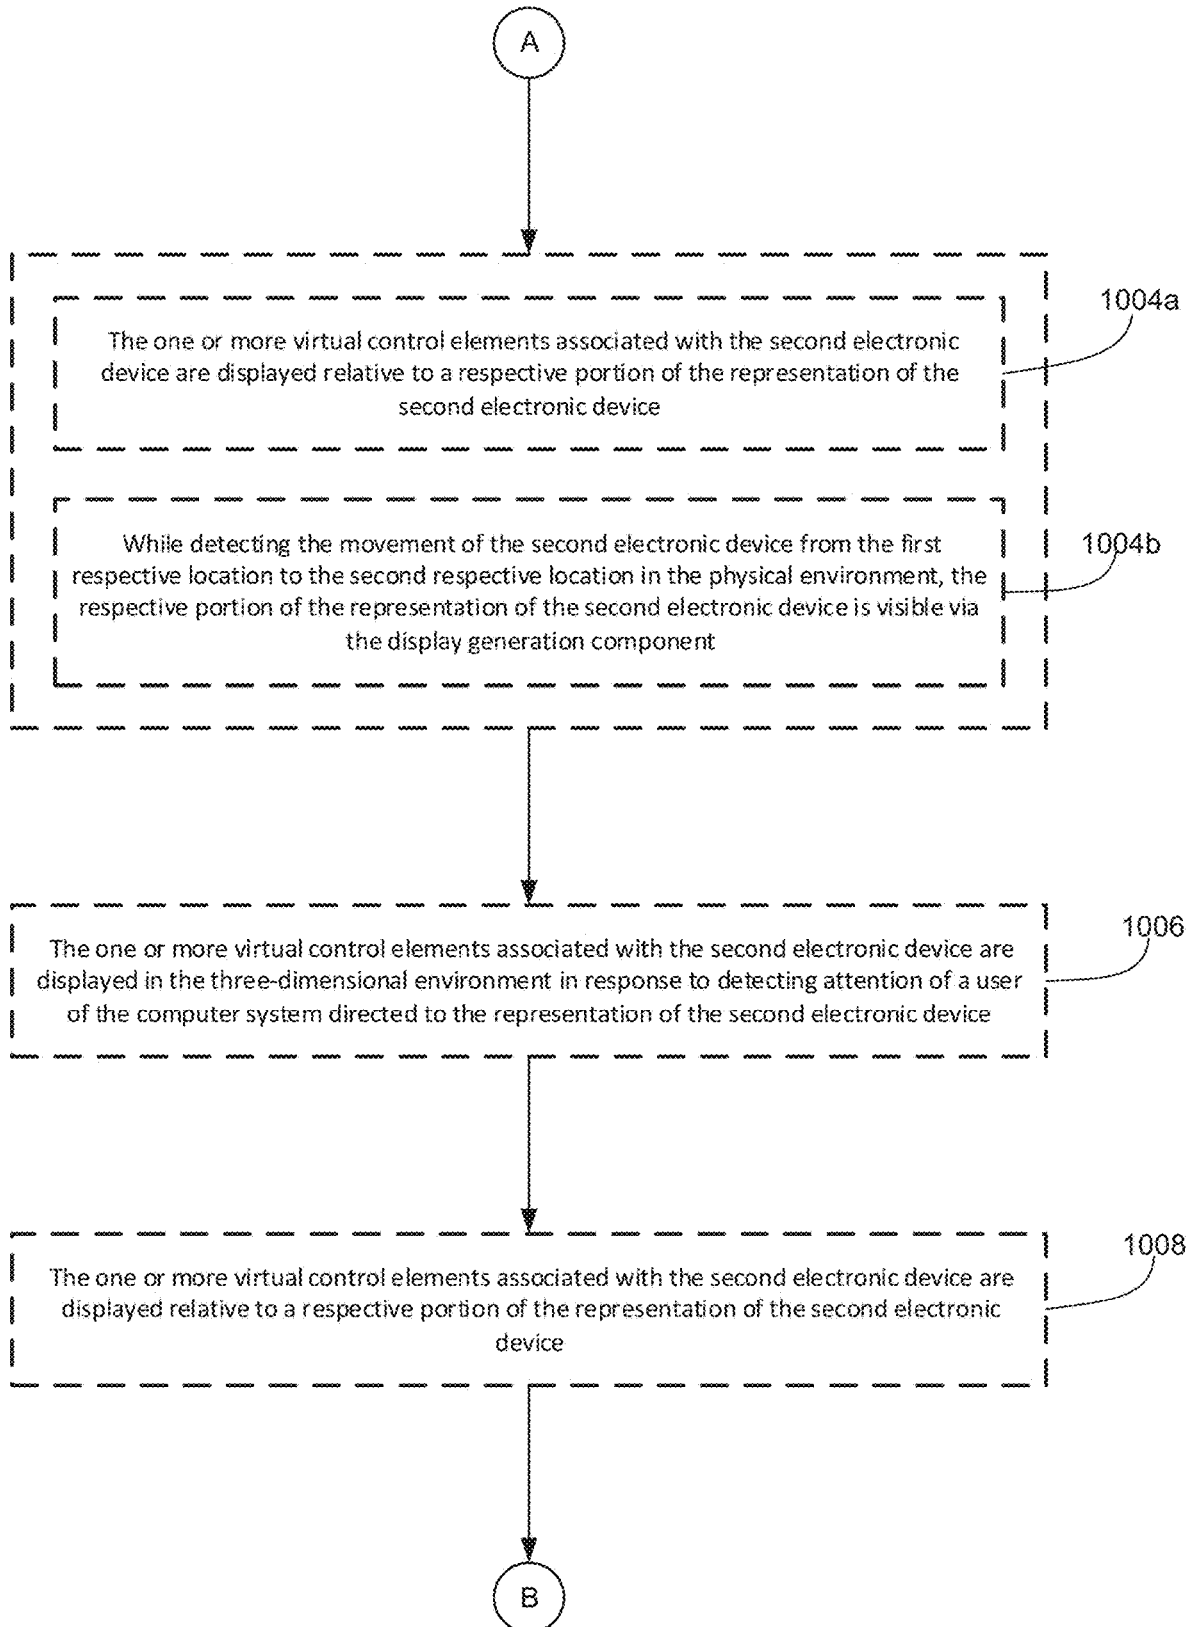 A
1004a
The one or more virtual control elements associated with the second electronic
device are displayed relative to a respective portion of the representation of the
second electronic device
1004b
While detecting the movement of the second electronic device from the first
respective location to the second respective location in the physical environment, the
respective portion of the representation of the second electronic device is visible via
the display generation component
1006
The one or more virtual control elements associated with the second electronic device are
displayed in the three-dimensional environment in response to detecting attention of a user
of the computer system directed to the representation of the second electronic device
1008
The one or more virtual control elements associated with the second electronic device are
displayed relative to a respective portion of the representation of the second electronic
device
B